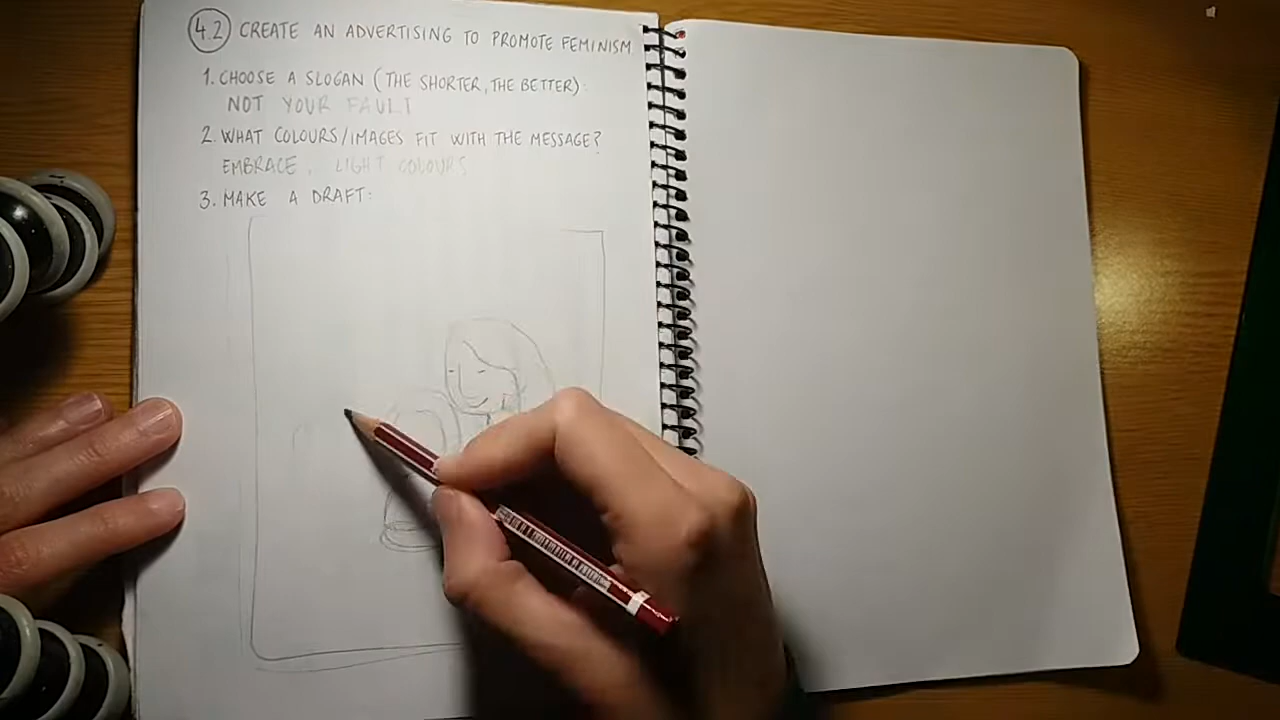 4.2 CREATE AN ADVERTISING TO PROMOTE FEMINISM
1. CHOOSE A SLOGAN (THE SHORTER, THE BETTER):
NOT YOUR FAULT
2. WHAT COLOURS/IMAGES FIT WITH THE MESSAGE?
EMBRACE, LIGHT COLOURS
3. MAKE A DRAFT: